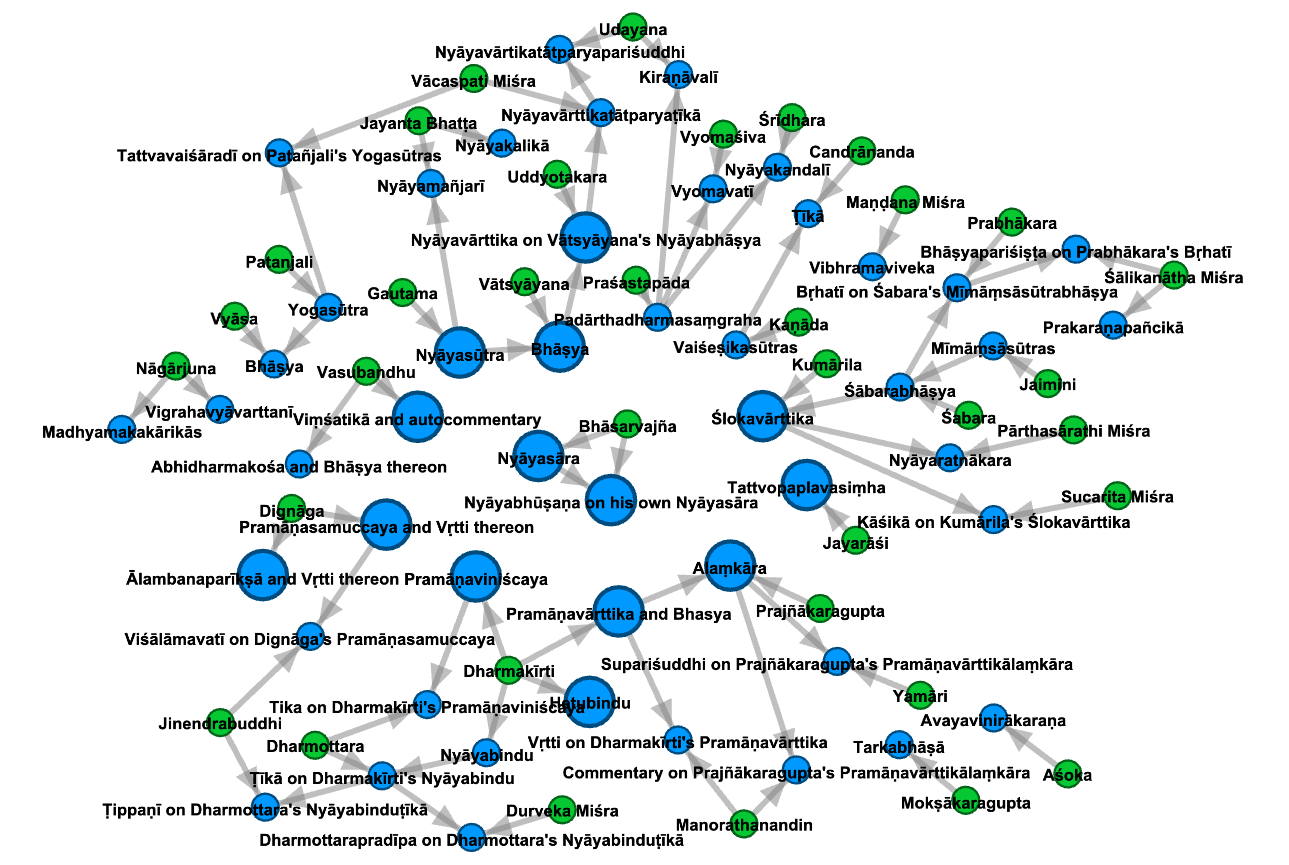 Udayana
Nyāyavārtikatātparyapariśuddhi
Kiraṇāvalī
Vācaspati Miśra
Nyāyavārttikatātparyaṭīkā
Jayanta Bhaṭṭa
Śrīdhara
Vyomaśiva
Nyāyakalikā
Candrānanda
Tattvavaiśāradī on Patañjali's Yogasūtras
Nyāyakandalī
Uddyotakara
Nyāyamañjarī
Vyomavatī
Maṇḍana Miśra
Ṭīkā
Prabhākara
Nyāyavārttika on Vātsyāyana's Nyāyabhāṣya
Bhāṣyapariśiṣṭa on Prabhākara's Bṛhatī
Patanjali
Vibhramaviveka
Śālikanātha Miśra
Vātsyāyana
Praśastapāda
Gautama
Bṛhatī on Śabara's Mīmāṃsāsūtrabhāṣya
Yogasūtra
Vyāsa
Padārthadharmasaṃgraha
Kaṇāda
Prakaraṇapañcikā
Nyāyasūtra
Bhāṣya
Vaiśeṣikasūtras
Mīmāṃsāsūtras
Nāgārjuna
Bhāṣya
Vasubandhu
Kumārila
Śābarabhāṣya
Jaimini
Vigrahavyāvarttanī
Viṃśatikā and autocommentary
Ślokavārttika
Śabara
Madhyamakakārikās
Bhāsarvajña
Pārthasārathi Miśra
Nyāyasāra
Nyāyaratnākara
Abhidharmakośa and Bhāṣya thereon
Tattvopaplavasiṃha
Nyāyabhūṣaṇa on his own Nyāyasāra
Sucarita Miśra
Dignāga
Pramāṇasamuccaya and Vṛtti thereon
Kāśikā on Kumārila's Ślokavārttika
Jayarāśi
Ālambanaparīkṣā and Vṛtti thereon
Pramāṇaviniścaya
Alaṃkāra
Pramāṇavārttika and Bhasya
Prajñākaragupta
Viśālāmavatī on Dignāga's Pramāṇasamuccaya
Supariśuddhi on Prajñākaragupta's Pramāṇavārttikālaṃkāra
Dharmakīrti
Yamāri
Tika on Dharmakīrti's Pramāṇaviniścaya
Hetubindu
Jinendrabuddhi
Avayavinirākaraṇa
Dharmottara
Nyāyabindu
Vṛtti on Dharmakīrti's Pramāṇavārttika
Tarkabhāṣā
Ṭīkā on Dharmakīrti's Nyāyabindu
Commentary on Prajñākaragupta's Pramāṇavārttikālaṃkāra
Aśoka
Ṭippaṇī on Dharmottara's Nyāyabinduṭīkā
Durveka Miśra
Mokṣākaragupta
Manorathanandin
Dharmottarapradīpa on Dharmottara's Nyāyabinduṭīkā